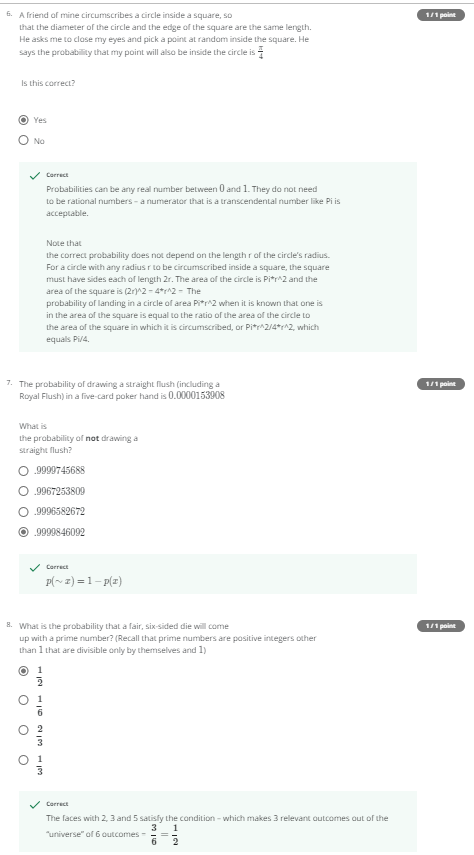 6. A friend of mine circumscribes a circle inside a square, so
1 / 1 point
that the diameter of the circle and the edge of the square are the same length.
He asks me to close my eyes and pick a point at random inside the square. He
says the probability that my point will also be inside the circle is π/4
Is this correct?
Yes
No
Correct
Probabilities can be any real number between 0 and 1. They do not need
to be rational numbers – a numerator that is a transcendental number like Pi is
acceptable.
Note that
the correct probability does not depend on the length r of the circle's radius.
For a circle with any radius r to be circumscribed inside a square, the square
must have sides each of length 2r. The area of the circle is Pi*r^2 and the
area of the square is (2r)^2 = 4*r^2 = The
probability of landing in a circle of area Pi*r^2 when it is known that one is
in the area of the square is equal to the ratio of the area of the circle to
the area of the square in which it is circumscribed, or Pi*r^2/4*r^2, which
equals Pi/4.
7. The probability of drawing a straight flush (including a
1 / 1 point
Royal Flush) in a five-card poker hand is 0.0000153908
What is
the probability of not drawing a
straight flush?
.9999745688
.9967253809
.9996582672
.9999846092
Correct
p(∼ x) = 1 − p(x)
8. What is the probability that a fair, six-sided die will come
1 / 1 point
up with a prime number? (Recall that prime numbers are positive integers other
than 1 that are divisible only by themselves and 1)
1/2
1/6
2/3
1/3
Correct
The faces with 2, 3 and 5 satisfy the condition – which makes 3 relevant outcomes out of the
"universe" of 6 outcomes = 3/6 = 1/2